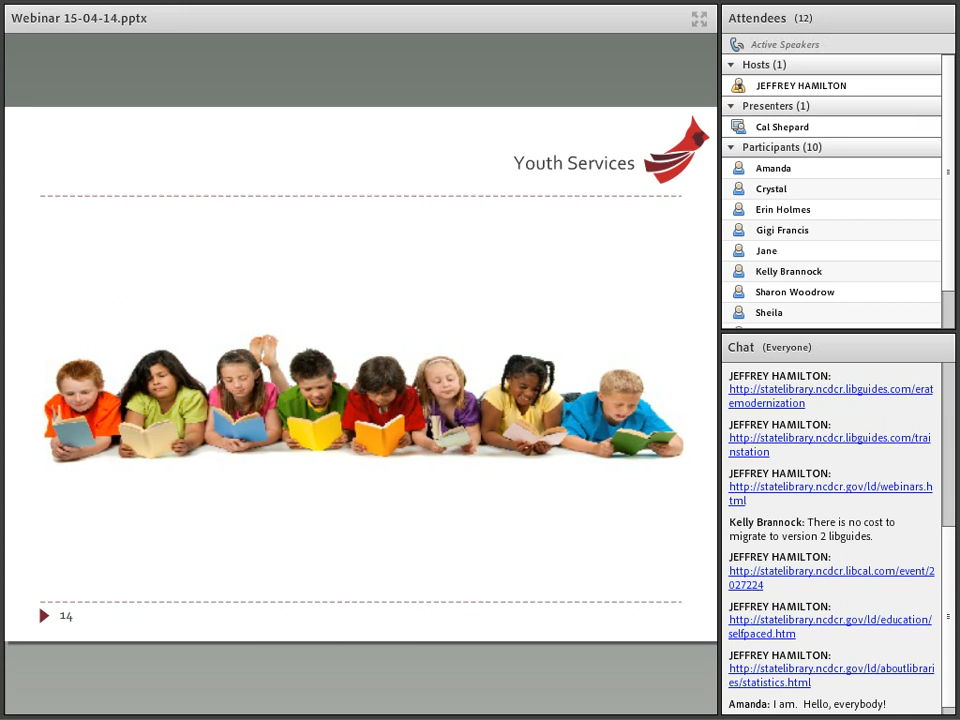 Webinar 15-04-14.pptx
Youth Services
14
Attendees (12)
Active Speakers
Hosts (1)
JEFFREY HAMILTON
Presenters (1)
Cal Shepard
Participants (10)
Amanda
Crystal
Erin Holmes
Gigi Francis
Jane
Kelly Brannock
Sharon Woodrow
Sheila
Chat (Everyone)
JEFFREY HAMILTON:
http://statelibrary.ncdcr.libguides.com/erat
emodernization
JEFFREY HAMILTON:
http://statelibrary.ncdcr.libguides.com/trai
nstation
JEFFREY HAMILTON:
http://statelibrary.ncdcr.gov/ld/webinars.h
tml
Kelly Brannock: There is no cost to
migrate to version 2 libguides.
JEFFREY HAMILTON:
http://statelibrary.ncdcr.libcal.com/event/2
027224
JEFFREY HAMILTON:
http://statelibrary.ncdcr.gov/ld/education/
selfpaced.htm
JEFFREY HAMILTON:
http://statelibrary.ncdcr.gov/ld/aboutlibrari
es/statistics.html
Amanda: I am. Hello, everybody!